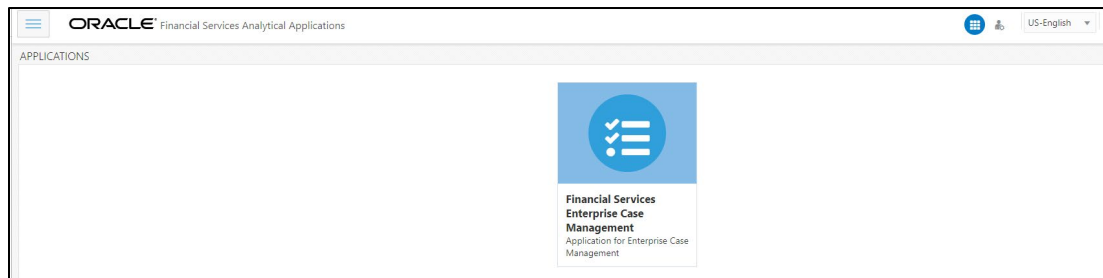 ORACLE® Financial Services Analytical Applications
US-English
APPLICATIONS
Financial Services
Enterprise Case
Management
Application for Enterprise Case
Management